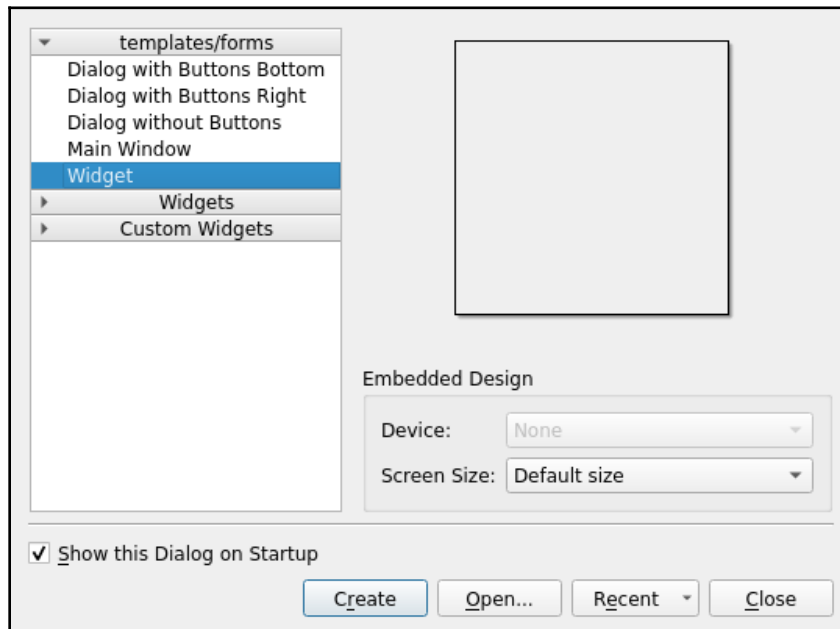 templates/forms
Dialog with Buttons Bottom
Dialog with Buttons Right
Dialog without Buttons
Main Window
Widget
Widgets
Custom Widgets
Embedded Design
Device: None
Screen Size: Default size
Show this Dialog on Startup
Create Open... Recent Close